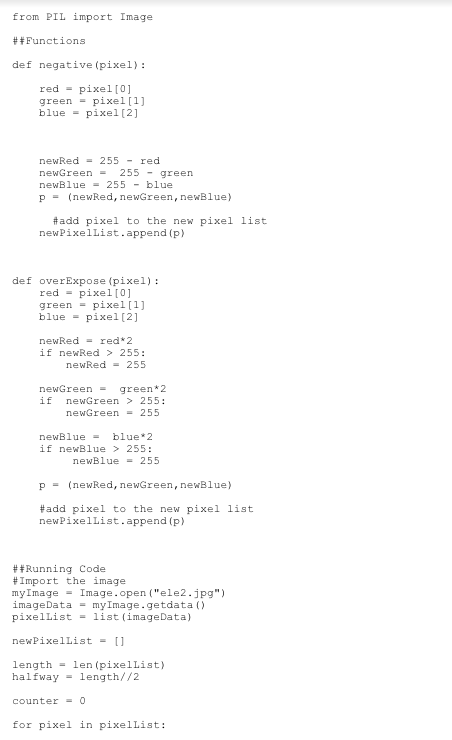 from PIL import Image
##Functions
def negative(pixel):
    red = pixel[0]
    green = pixel[1]
    blue = pixel[2]
    newRed = 255 - red
    newGreen =  255 - green
    newBlue = 255 - blue
    p = (newRed,newGreen,newBlue)
      #add pixel to the new pixel list
    newPixelList.append(p)
def overExpose(pixel):
    red = pixel[0]
    green = pixel[1]
    blue = pixel[2]
    newRed = red*2
    if newRed > 255:
        newRed = 255
    newGreen =  green*2
    if  newGreen > 255:
        newGreen = 255
    newBlue =  blue*2
    if newBlue > 255:
         newBlue = 255
    p = (newRed,newGreen,newBlue)
    #add pixel to the new pixel list
    newPixelList.append(p)
##Running Code
#Import the image
myImage = Image.open("ele2.jpg")
imageData = myImage.getdata()
pixelList = list(imageData)
newPixelList = []
length = len(pixelList)
halfway = length//2
counter = 0
for pixel in pixelList: